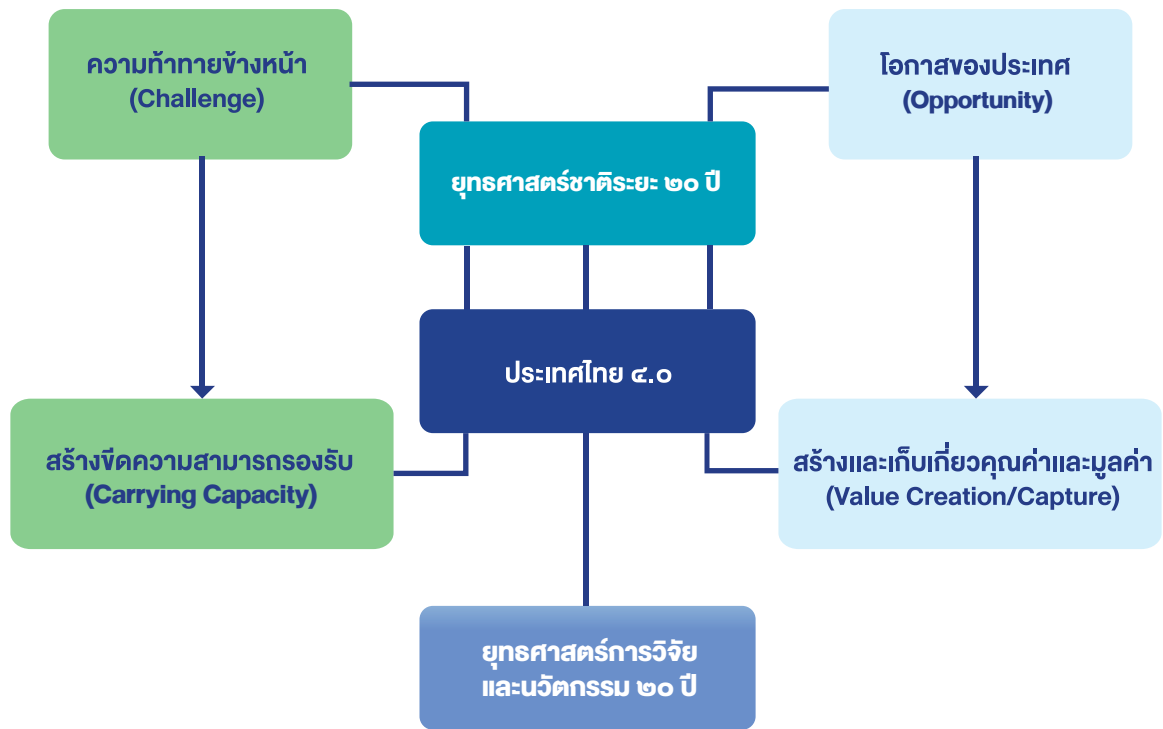 ความท้าทายข้างหน้า
(Challenge)
โอกาสของประเทศ
(Opportunity)
ยุทธศาสตร์ชาติระยะ ๒๐ ปี
ประเทศไทย ๔.๐
สร้างขีดความสามารถรองรับ
(Carrying Capacity)
สร้างและเก็บเกี่ยวคุณค่าและมูลค่า
(Value Creation/Capture)
ยุทธศาสตร์การวิจัย
และนวัตกรรม ๒๐ ปี